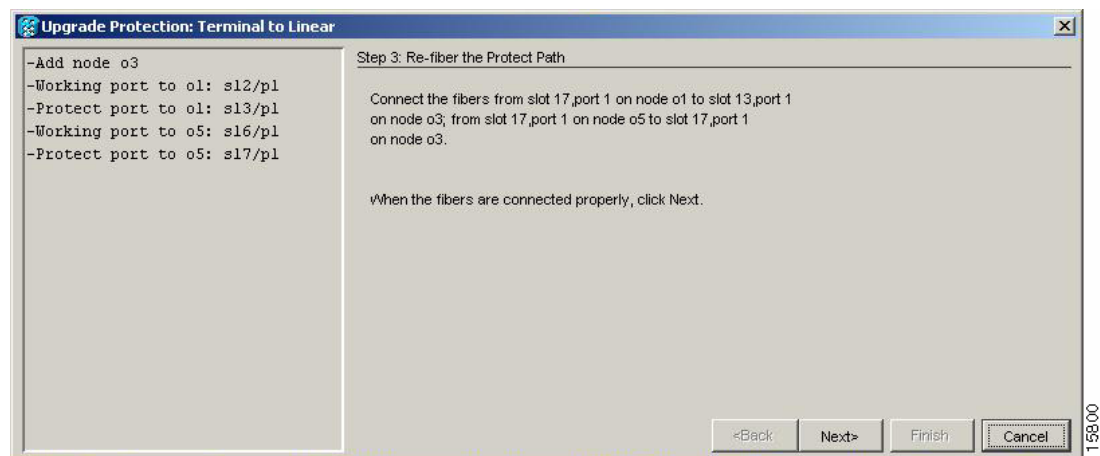 Upgrade Protection: Terminal to Linear
-Add node o3
-Working port to o1: s12/p1
-Protect port to o1: s13/p1
-Working port to o5: s16/p1
-Protect port to o5: s17/p1
Step 3: Re-fiber the Protect Path
Connect the fibers from slot 17,port 1 on node o1 to slot 13,port 1
on node o3; from slot 17,port 1 on node o5 to slot 17,port 1
on node o3.
When the fibers are connected properly, click Next.
<Back
Next>
Finish
Cancel
15800